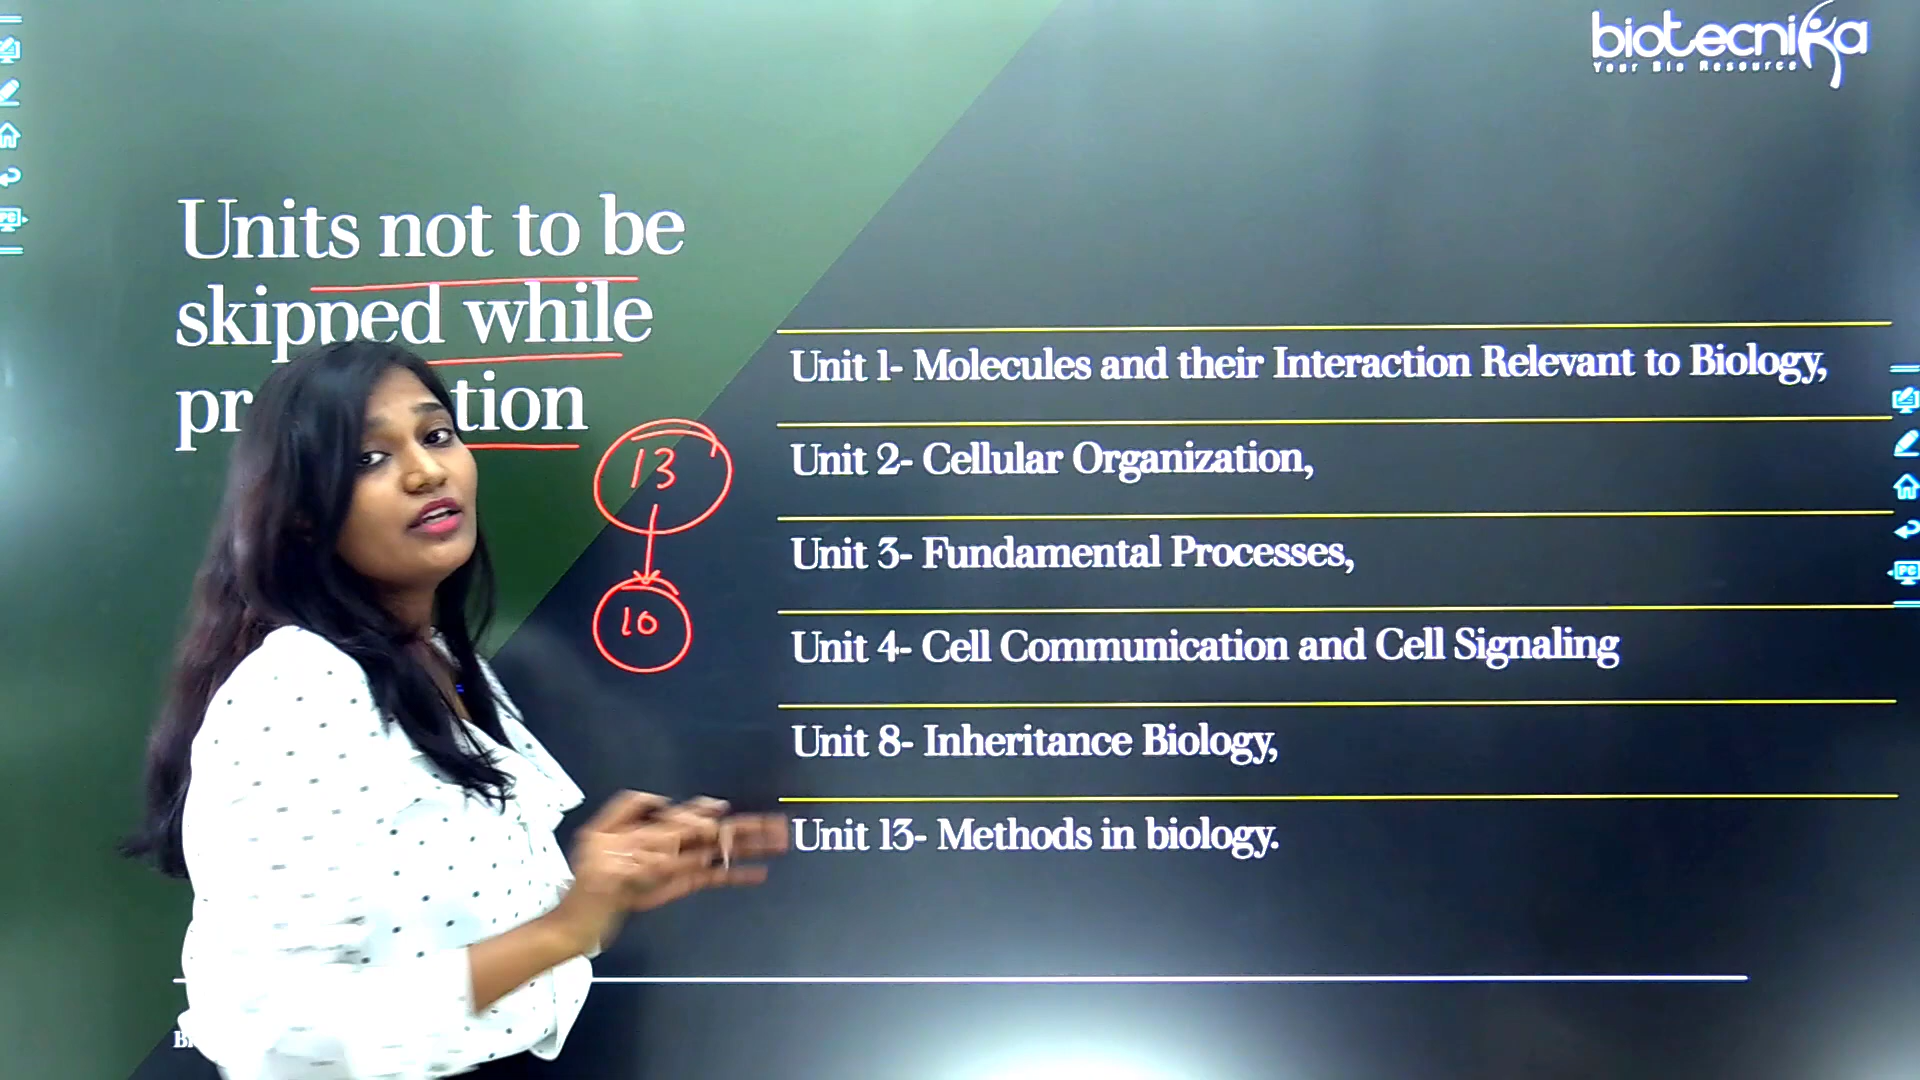 biotecnika
Your Bio Resource
Units not to be
skipped while
13
10
Unit 1- Molecules and their Interaction Relevant to Biology,
Unit 2- Cellular Organization,
Unit 3- Fundamental Processes,
Unit 4- Cell Communication and Cell Signaling
Unit 8- Inheritance Biology,
Unit 13- Methods in biology.
PC
PC